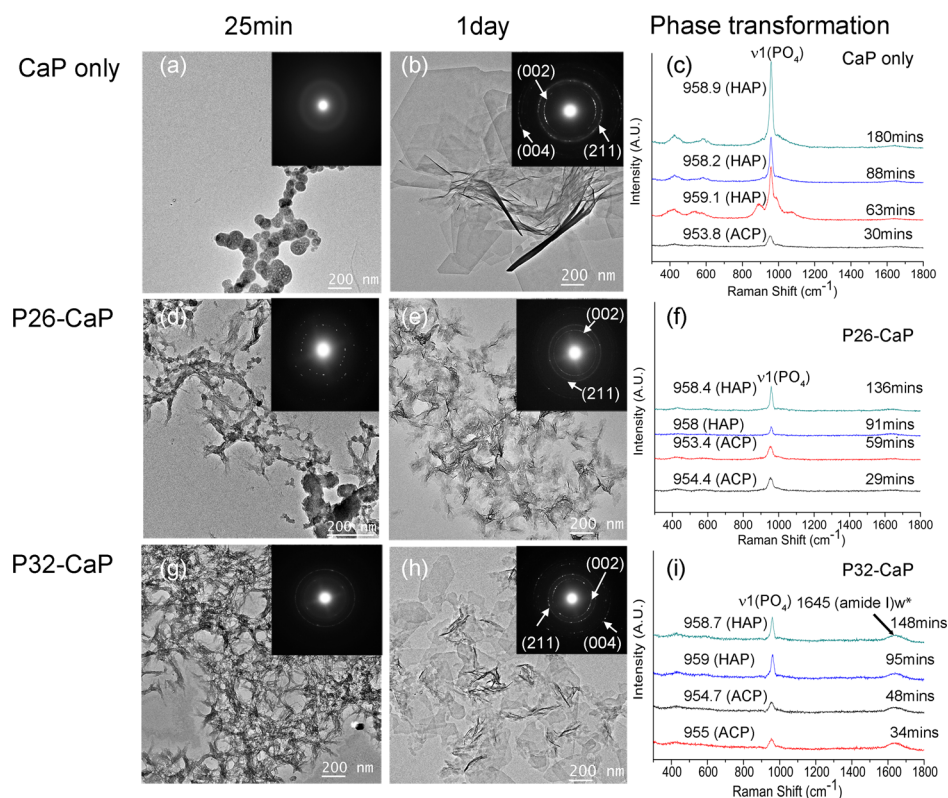 25min 1day Phase transformation
CaP only
(a)
200 nm
(b)
(002)
(004)
(211)
200 nm
(c)
ν1(PO4)
CaP only
958.9 (HAP)
180mins
958.2 (HAP)
88mins
959.1 (HAP)
63mins
953.8 (ACP)
30mins
Intensity (A.U.)
400 600 800 1000 1200 1400 1600 1800
Raman Shift (cm-1)
P26-CaP
(d)
200 nm
(e)
(002)
(211)
200 nm
(f)
P26-CaP
ν1(PO4)
958.4 (HAP)
136mins
958 (HAP)
91mins
953.4 (ACP)
59mins
954.4 (ACP)
29mins
Intensity (A.U.)
400 600 800 1000 1200 1400 1600 1800
Raman Shift (cm-1)
P32-CaP
(g)
200 nm
(h)
(002)
(211)
(004)
200 nm
(i)
P32-CaP
ν1(PO4) 1645 (amide I)w*
958.7 (HAP)
148mins
959 (HAP)
95mins
954.7 (ACP)
48mins
955 (ACP)
34mins
Intensity (A.U.)
400 600 800 1000 1200 1400 1600 1800
Raman Shift (cm-1)